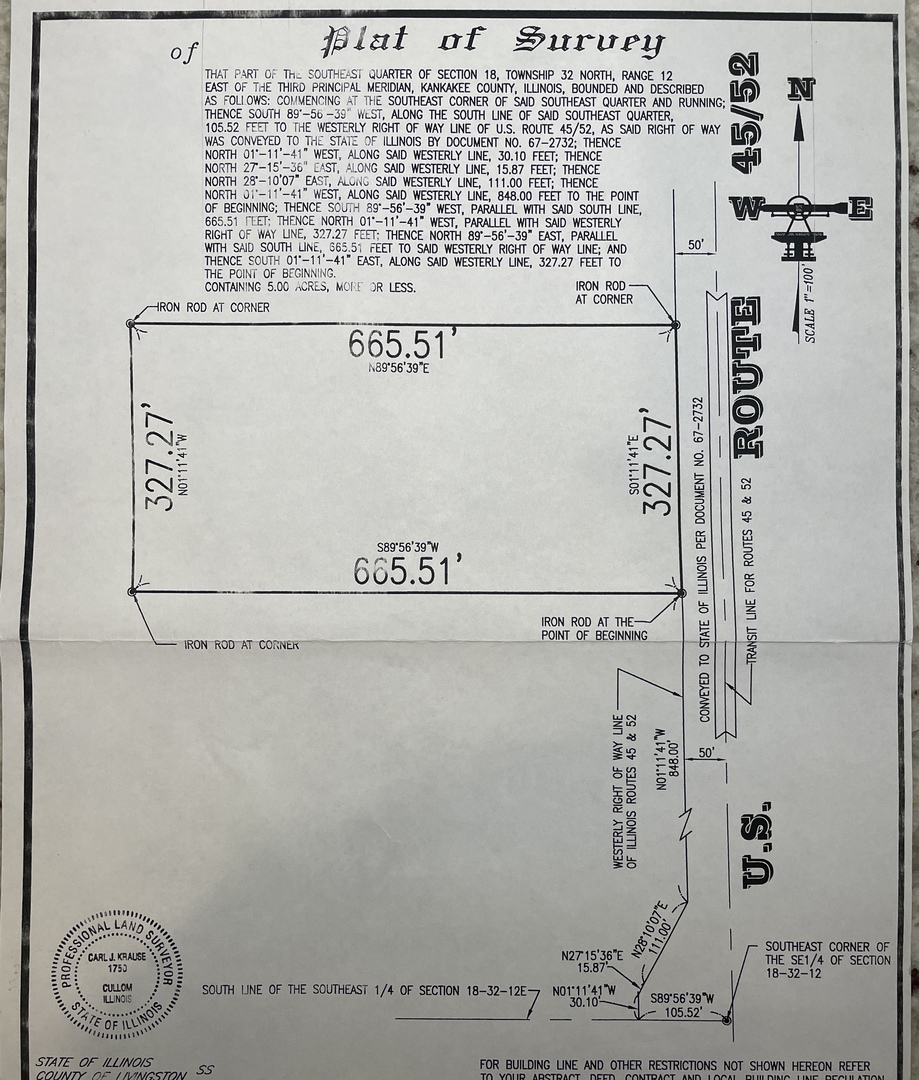 Plat of Survey
of
THAT PART OF THE SOUTHEAST QUARTER OF SECTION 18, TOWNSHIP 32 NORTH, RANGE 12
EAST OF THE THIRD PRINCIPAL MERIDIAN, KANKAKEE COUNTY, ILLINOIS, BOUNDED AND DESCRIBED
AS FOLLOWS: COMMENCING AT THE SOUTHEAST CORNER OF SAID SOUTHEAST QUARTER AND RUNNING;
THENCE SOUTH 89°-56'-39" WEST, ALONG THE SOUTH LINE OF SAID SOUTHEAST QUARTER,
105.52 FEET TO THE WESTERLY RIGHT OF WAY LINE OF U.S. ROUTE 45/52, AS SAID RIGHT OF WAY
WAS CONVEYED TO THE STATE OF ILLINOIS BY DOCUMENT NO. 67-2732; THENCE
NORTH 01°-11'-41" WEST, ALONG SAID WESTERLY LINE, 30.10 FEET; THENCE
NORTH 27°-15'-36" EAST, ALONG SAID WESTERLY LINE, 15.87 FEET; THENCE
NORTH 28°-10'07" EAST, ALONG SAID WESTERLY LINE, 111.00 FEET; THENCE
NORTH 01°-11'-41" WEST, ALONG SAID WESTERLY LINE, 848.00 FEET TO THE POINT
OF BEGINNING; THENCE SOUTH 89°-56'-39" WEST, PARALLEL WITH SAID SOUTH LINE,
665.51 FEET; THENCE NORTH 01°-11'-41" WEST, PARALLEL WITH SAID WESTERLY
RIGHT OF WAY LINE, 327.27 FEET; THENCE NORTH 89°-56'-39" EAST, PARALLEL
WITH SAID SOUTH LINE, 665.51 FEET TO SAID WESTERLY RIGHT OF WAY LINE; AND
THENCE SOUTH 01°-11'-41" EAST, ALONG SAID WESTERLY LINE, 327.27 FEET TO
THE POINT OF BEGINNING.
CONTAINING 5.00 ACRES, MORE OR LESS.
N
W
E
SCALE 1"=100'
U.S. ROUTE 45/52
50'
IRON ROD AT CORNER
IRON ROD
AT CORNER
665.51'
N89°56'39"E
327.27'
N01°11'41"W
S01°11'41"E
327.27'
S89°56'39"W
665.51'
IRON ROD AT CORNER
IRON ROD AT THE
POINT OF BEGINNING
CONVEYED TO STATE OF ILLINOIS PER DOCUMENT NO. 67-2732
TRANSIT LINE FOR ROUTES 45 & 52
WESTERLY RIGHT OF WAY LINE
OF ILLINOIS ROUTES 45 & 52
N01°11'41"W
848.00'
50'
N28°10'07"E
111.00'
N27°15'36"E
15.87'
N01°11'41"W
30.10'
S89°56'39"W
105.52'
SOUTHEAST CORNER OF
THE SE1/4 OF SECTION
18-32-12
SOUTH LINE OF THE SOUTHEAST 1/4 OF SECTION 18-32-12E
PROFESSIONAL LAND SURVEYOR
CARL J. KRAUSE
1750
CULLOM
ILLINOIS
STATE OF ILLINOIS
STATE OF ILLINOIS
COUNTY OF LIVINGSTON SS
FOR BUILDING LINE AND OTHER RESTRICTIONS NOT SHOWN HEREON REFER
TO YOUR ABSTRACT, DEED, CONTRACT AND LOCAL BUILDING LINE REGULATION